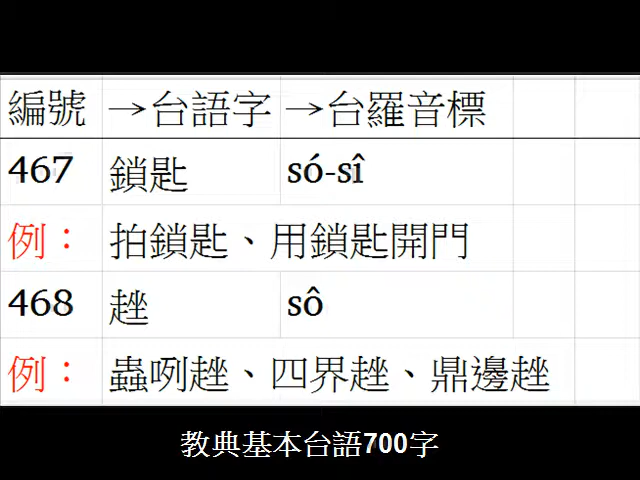 編號 →台語字 →台羅音標
467 鎖匙 só-sî
例： 拍鎖匙、用鎖匙開門
468 趖 sô
例： 蟲咧趖、四界趖、鼎邊趖
教典基本台語700字